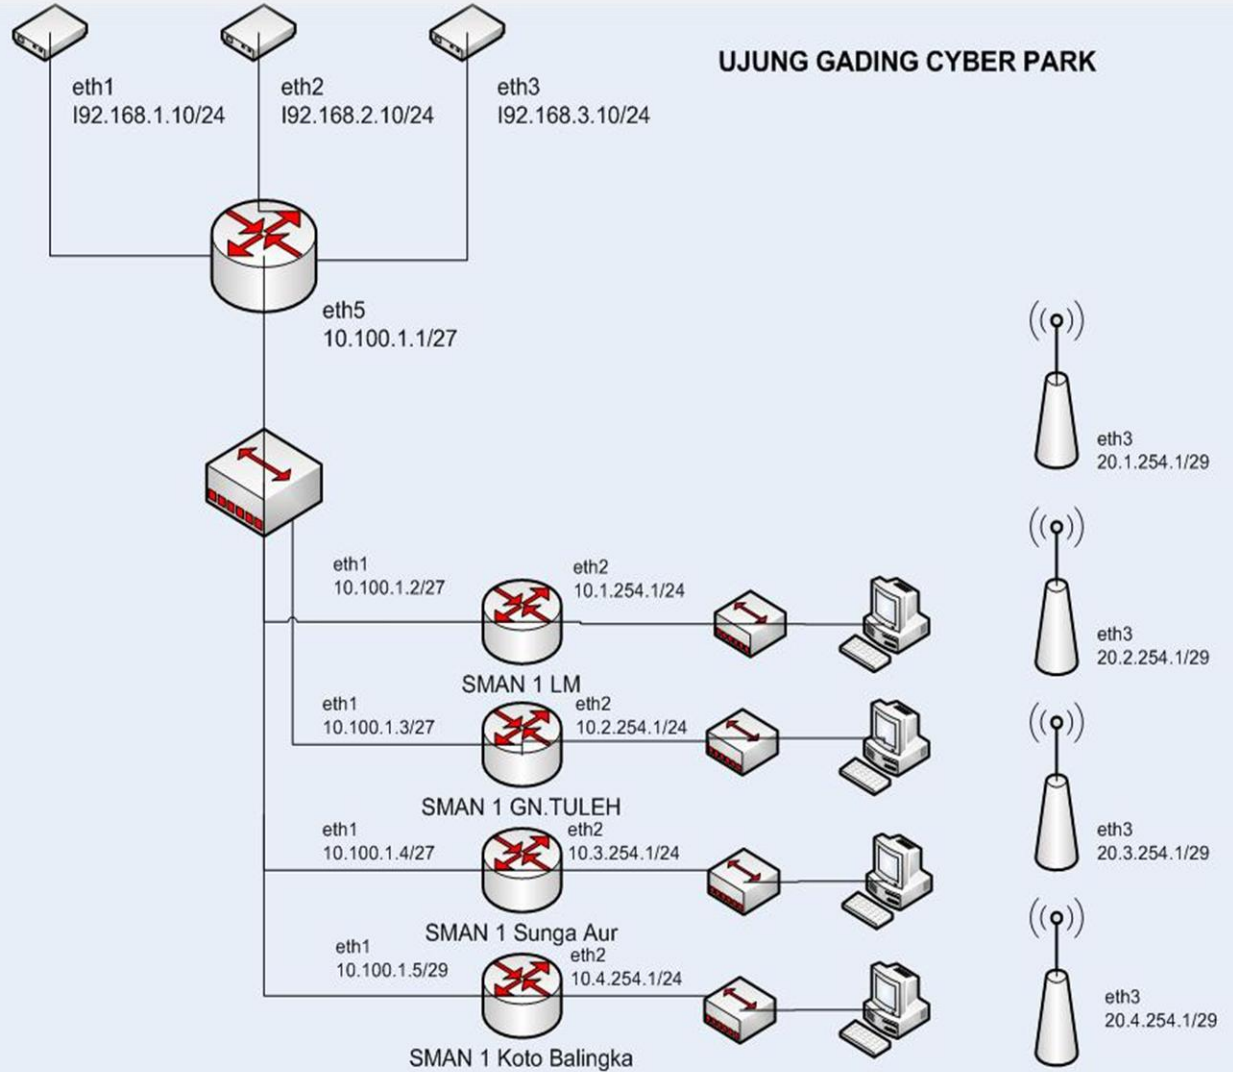 UJUNG GADING CYBER PARK
eth1
I92.168.1.10/24
eth2
I92.168.2.10/24
eth3
I92.168.3.10/24
eth5
10.100.1.1/27
eth3
20.1.254.1/29
eth1
10.100.1.2/27
eth2
10.1.254.1/24
SMAN 1 LM
eth3
20.2.254.1/29
eth1
10.100.1.3/27
eth2
10.2.254.1/24
SMAN 1 GN.TULEH
eth1
10.100.1.4/27
eth2
10.3.254.1/24
SMAN 1 Sunga Aur
eth3
20.3.254.1/29
eth1
10.100.1.5/29
eth2
10.4.254.1/24
SMAN 1 Koto Balingka
eth3
20.4.254.1/29